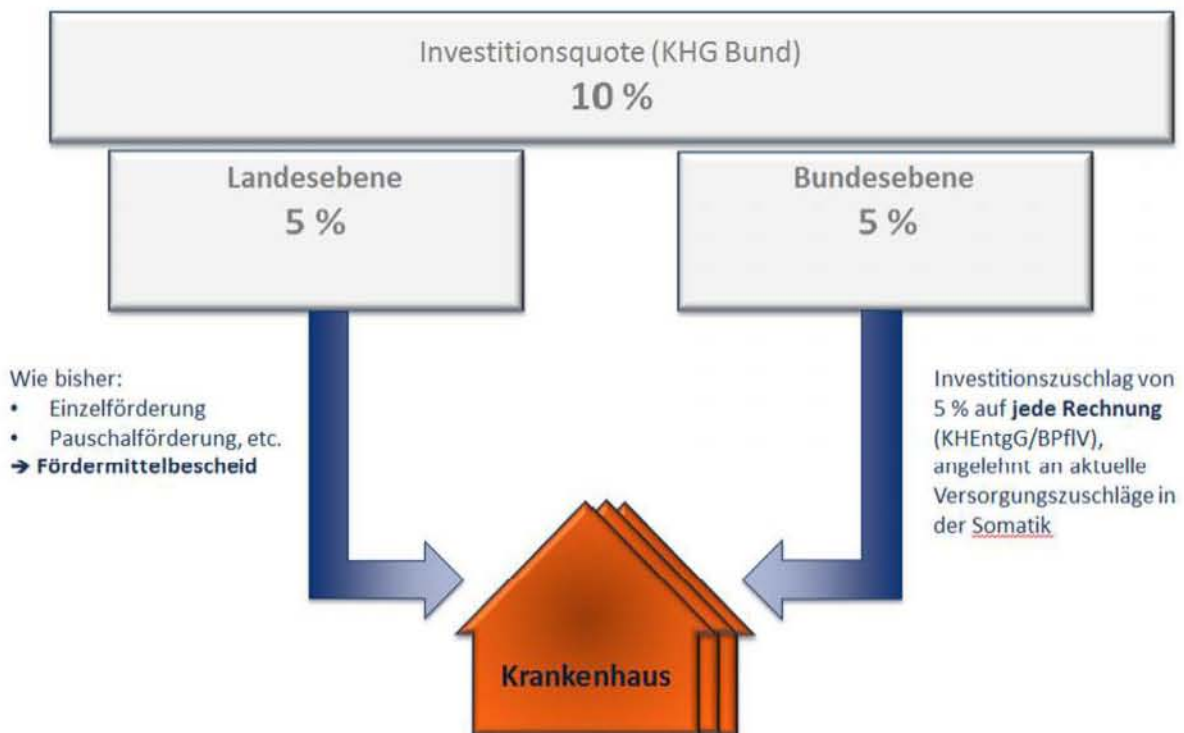 Investitionsquote (KHG Bund)
10 %
Landesebene
5 %
Bundesebene
5 %
Wie bisher:
• Einzelförderung
• Pauschalförderung, etc.
→ Fördermittelbescheid
Investitionszuschlag von
5 % auf jede Rechnung
(KHEntgG/BPflV),
angelehnt an aktuelle
Versorgungszuschläge in
der Somatik
Krankenhaus